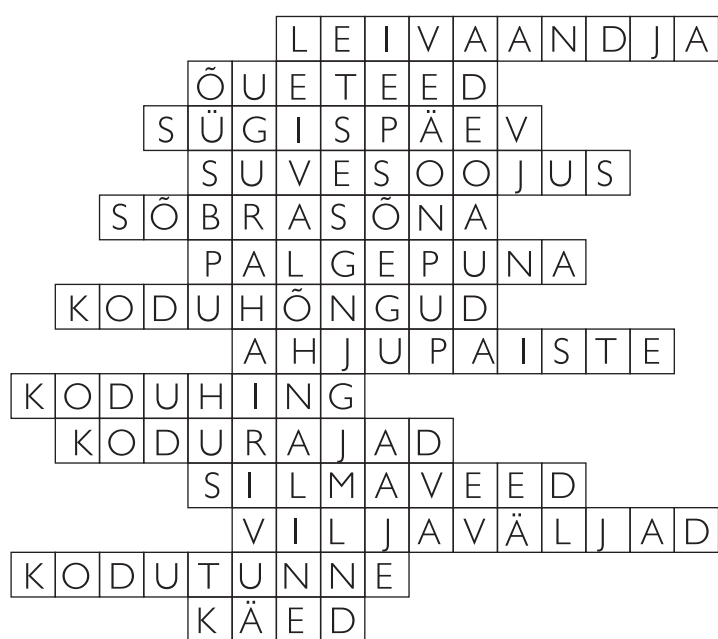 LEIVAANDJA
ÕUETEED
SÜGISPÄEV
SUVESOOJUS
SÕBRASÕNA
PALGEPUNA
KODUHÕNGUD
AHJUPAISTE
KODUHING
KODURAJAD
SILMAVEED
VILJAVÄLJAD
KODUTUNNE
KÄED